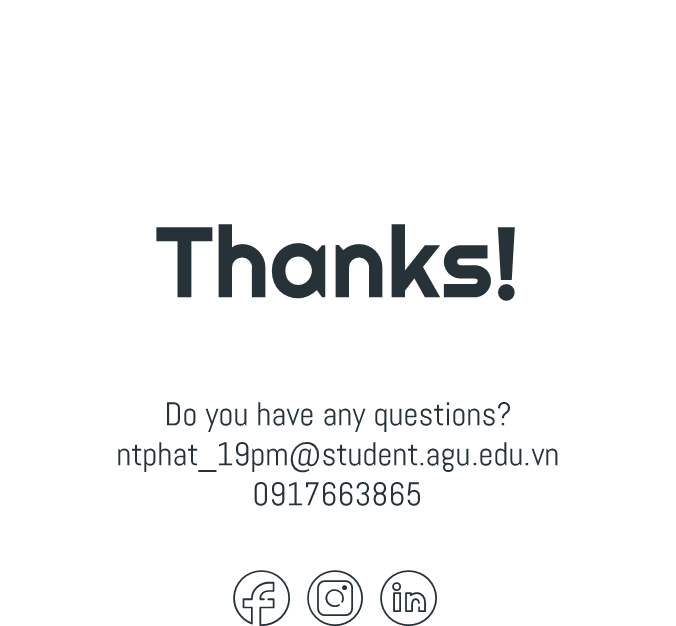 Thanks!
Do you have any questions?
ntphat_19pm@student.agu.edu.vn
0917663865